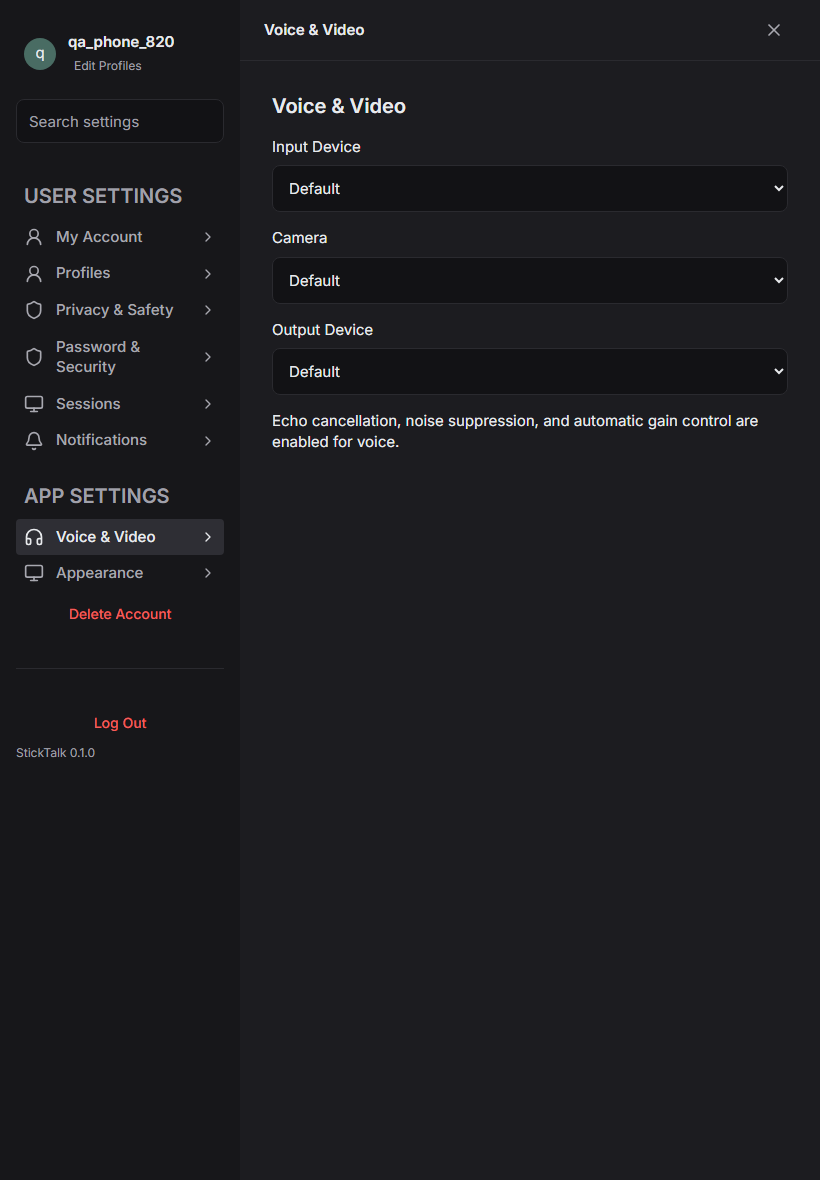 q
qa_phone_820
Edit Profiles
Search settings
USER SETTINGS
My Account
Profiles
Privacy & Safety
Password &
Security
Sessions
Notifications
APP SETTINGS
Voice & Video
Appearance
Delete Account
Log Out
StickTalk 0.1.0
Voice & Video
Voice & Video
Input Device
Default
Camera
Default
Output Device
Default
Echo cancellation, noise suppression, and automatic gain control are
enabled for voice.